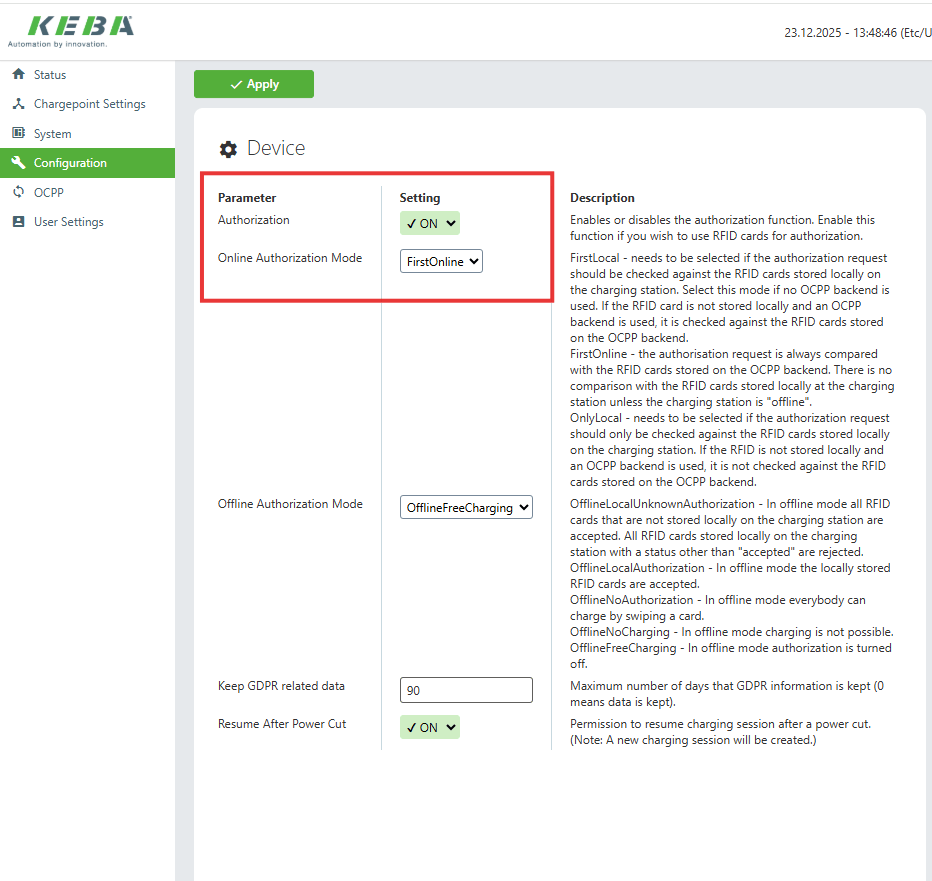 KEBA
Automation by innovation.
23.12.2025 - 13:48:46 (Etc/U
Status
Chargepoint Settings
System
Configuration
OCPP
User Settings
Apply
Device
Parameter Setting Description
Authorization ON Enables or disables the authorization function. Enable this
function if you wish to use RFID cards for authorization.
Online Authorization Mode FirstOnline FirstLocal - needs to be selected if the authorization request
should be checked against the RFID cards stored locally on
the charging station. Select this mode if no OCPP backend is
used. If the RFID card is not stored locally and an OCPP
backend is used, it is checked against the RFID cards stored
on the OCPP backend.
FirstOnline - the authorisation request is always compared
with the RFID cards stored on the OCPP backend. There is no
comparison with the RFID cards stored locally at the charging
station unless the charging station is "offline".
OnlyLocal - needs to be selected if the authorization request
should only be checked against the RFID cards stored locally
on the charging station. If the RFID is not stored locally and
an OCPP backend is used, it is not checked against the RFID
cards stored on the OCPP backend.
Offline Authorization Mode OfflineFreeCharging OfflineLocalUnknownAuthorization - In offline mode all RFID
cards that are not stored locally on the charging station are
accepted. All RFID cards stored locally on the charging
station with a status other than "accepted" are rejected.
OfflineLocalAuthorization - In offline mode the locally stored
RFID cards are accepted.
OfflineNoAuthorization - In offline mode everybody can
charge by swiping a card.
OfflineNoCharging - In offline mode charging is not possible.
OfflineFreeCharging - In offline mode authorization is turned
off.
Keep GDPR related data 90 Maximum number of days that GDPR information is kept (0
means data is kept).
Resume After Power Cut ON Permission to resume charging session after a power cut.
(Note: A new charging session will be created.)